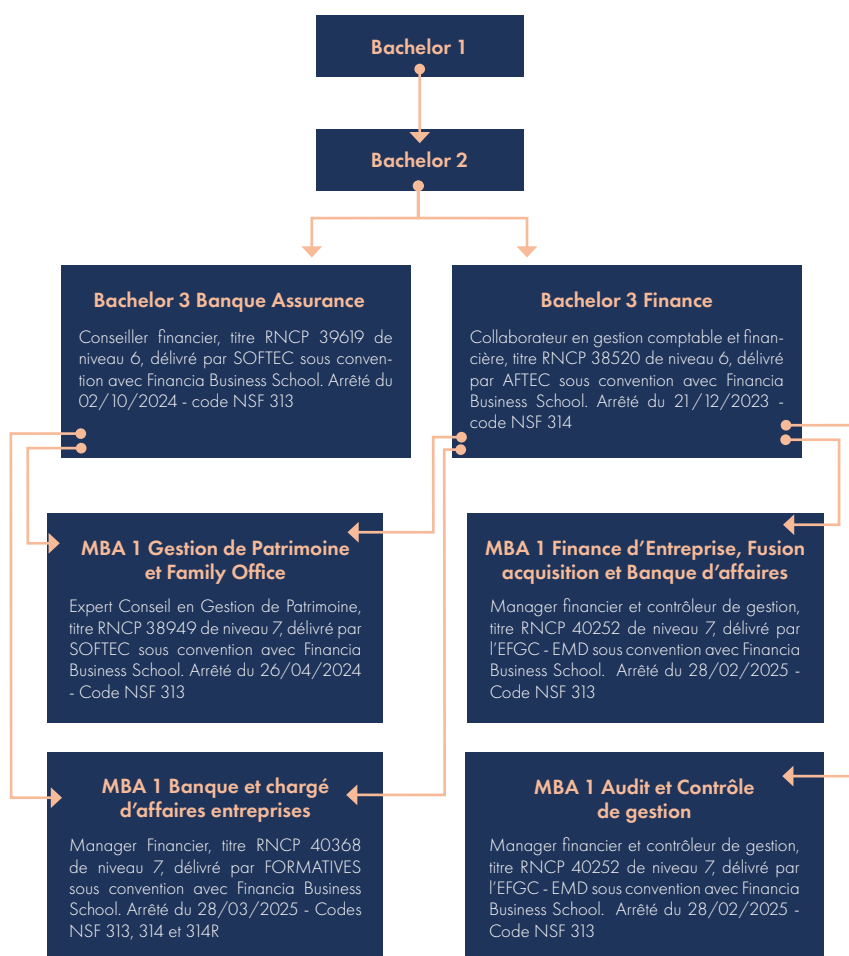 Bachelor 1
Bachelor 2
Bachelor 3 Banque Assurance
Conseiller financier, titre RNCP 39619 de
niveau 6, délivré par SOFTEC sous conven-
tion avec Financia Business School. Arrêté du
02/10/2024 - code NSF 313
Bachelor 3 Finance
Collaborateur en gestion comptable et finan-
cière, titre RNCP 38520 de niveau 6, délivré
par AFTEC sous convention avec Financia
Business School. Arrêté du 21/12/2023 -
code NSF 314
MBA 1 Gestion de Patrimoine
et Family Office
Expert Conseil en Gestion de Patrimoine,
titre RNCP 38949 de niveau 7, délivré par
SOFTEC sous convention avec Financia
Business School. Arrêté du 26/04/2024
- Code NSF 313
MBA 1 Finance d'Entreprise, Fusion
acquisition et Banque d'affaires
Manager financier et contrôleur de gestion,
titre RNCP 40252 de niveau 7, délivré par
l'EFGC - EMD sous convention avec Financia
Business School. Arrêté du 28/02/2025 -
Code NSF 313
MBA 1 Banque et chargé
d'affaires entreprises
Manager Financier, titre RNCP 40368
de niveau 7, délivré par FORMATIVES
sous convention avec Financia Business
School. Arrêté du 28/03/2025 - Codes
NSF 313, 314 et 314R
MBA 1 Audit et Contrôle
de gestion
Manager financier et contrôleur de gestion,
titre RNCP 40252 de niveau 7, délivré par
l'EFGC - EMD sous convention avec Financia
Business School. Arrêté du 28/02/2025 -
Code NSF 313